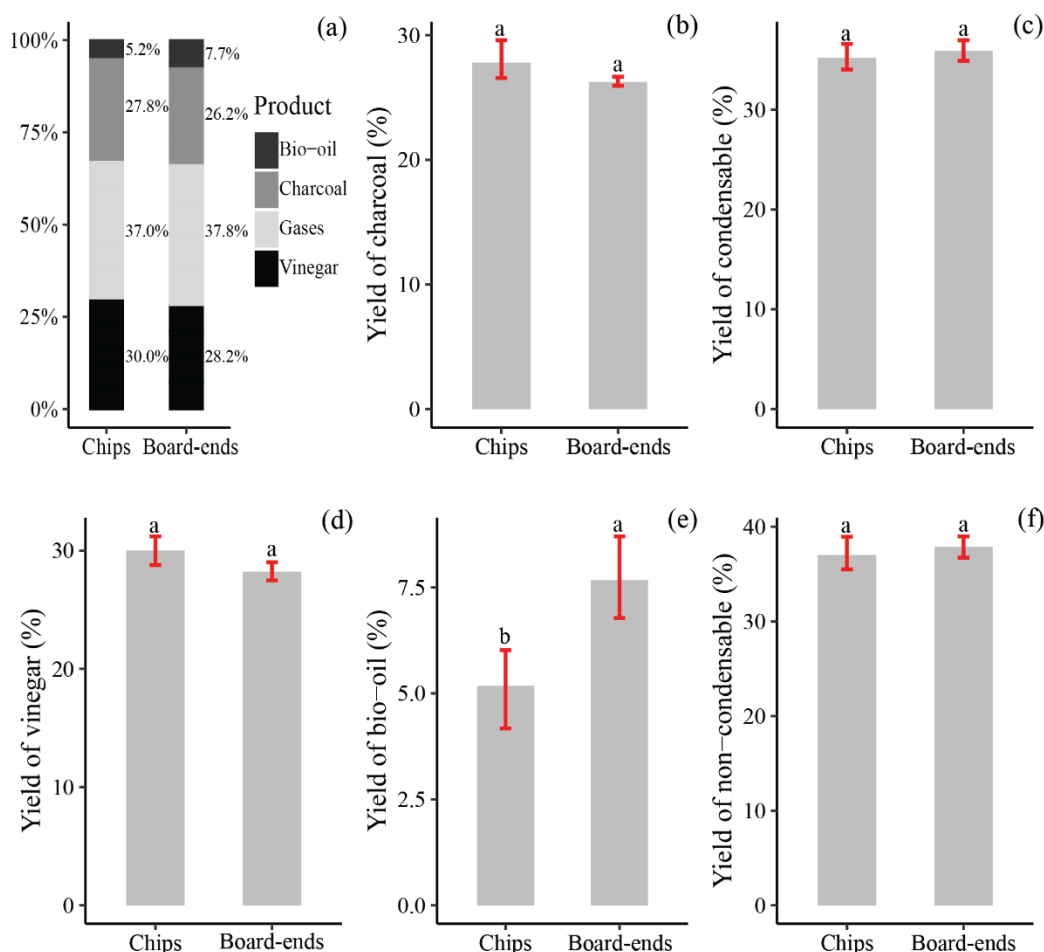 (a)
100%
75%
50%
25%
0%
5.2%
7.7%
27.8%
26.2%
37.0%
37.8%
30.0%
28.2%
Chips
Board-ends
Product
Bio−oil
Charcoal
Gases
Vinegar
(b)
Yield of charcoal (%)
30
20
10
0
a
a
Chips
Board-ends
(c)
Yield of condensable (%)
30
20
10
0
a
a
Chips
Board-ends
(d)
Yield of vinegar (%)
30
20
10
0
a
a
Chips
Board-ends
(e)
Yield of bio−oil (%)
7.5
5.0
2.5
0.0
b
a
Chips
Board-ends
(f)
Yield of non−condensable (%)
40
30
20
10
0
a
a
Chips
Board-ends